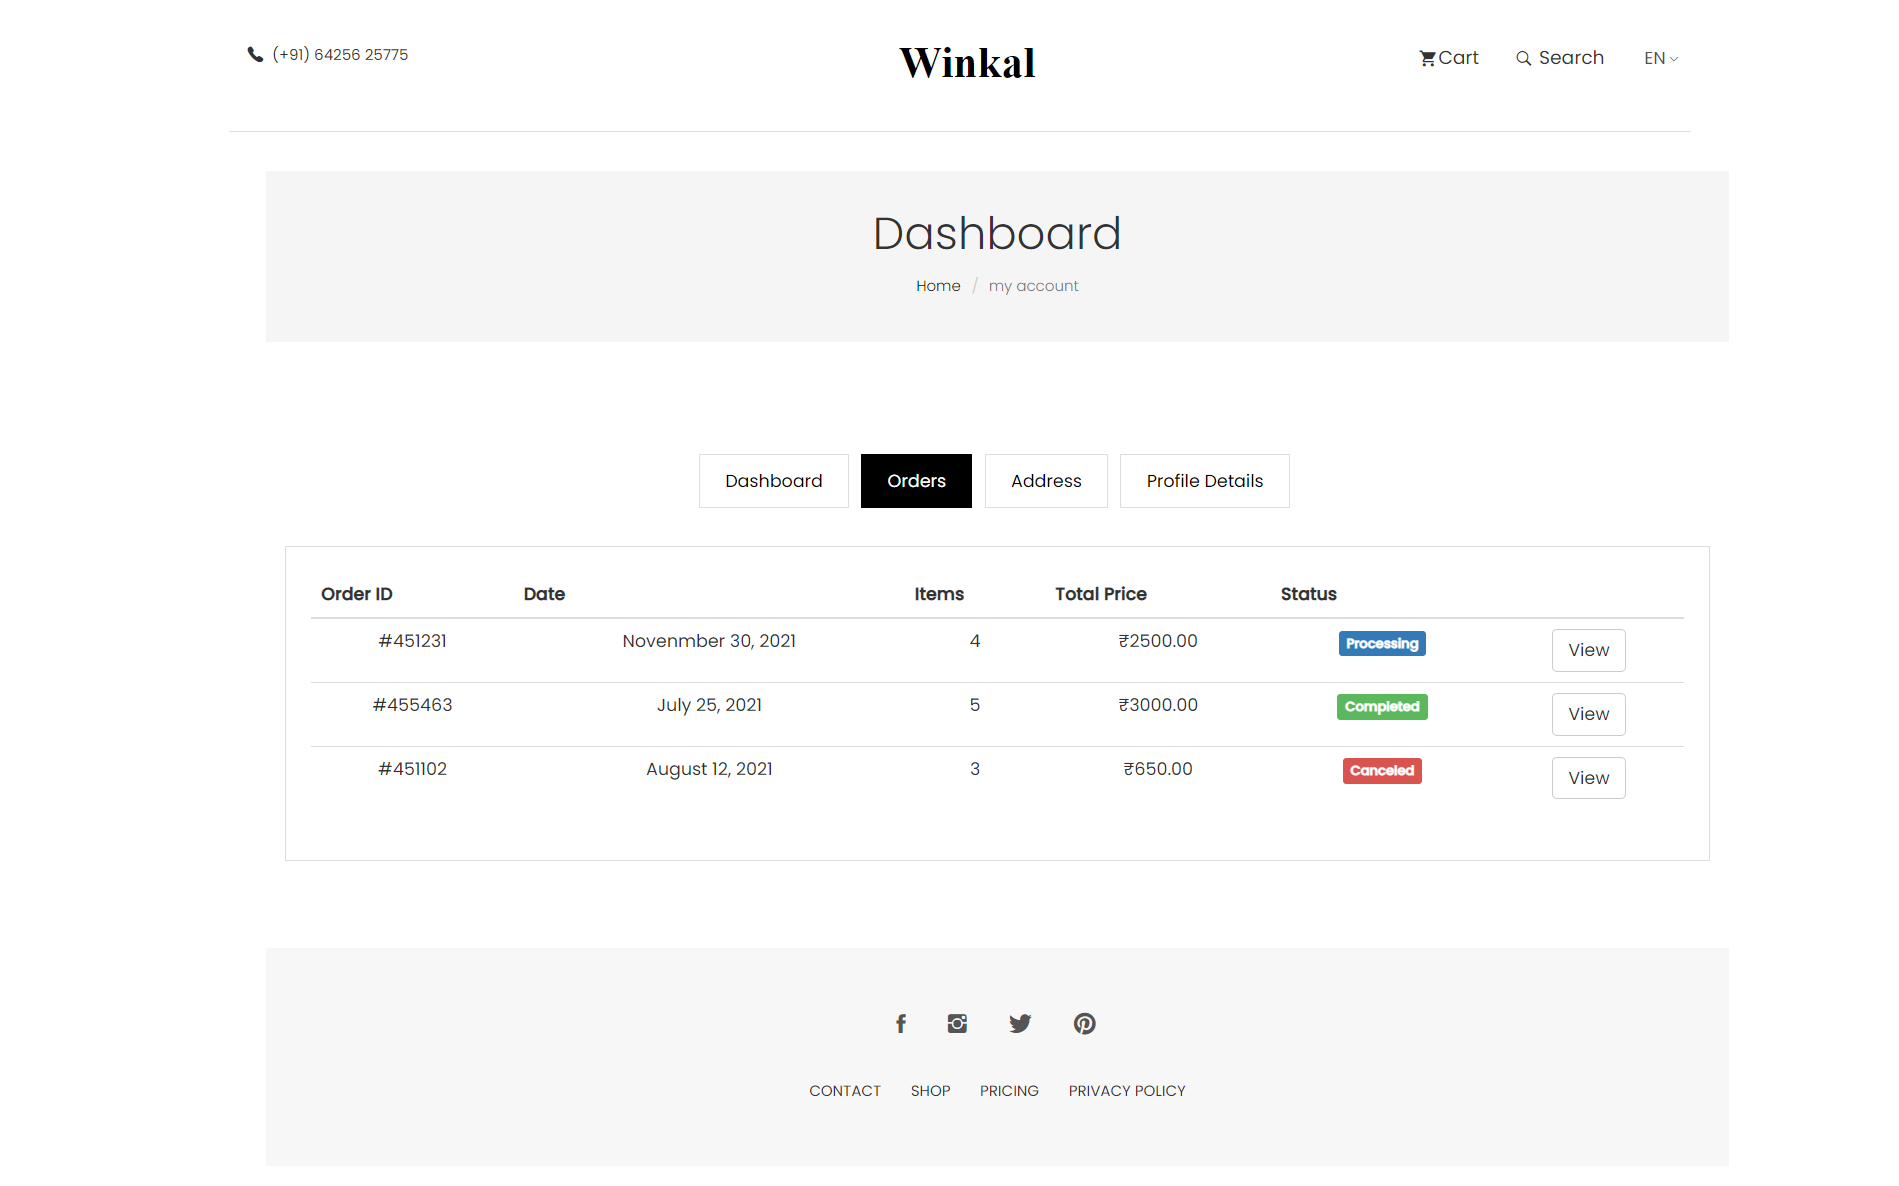 (+91) 64256 25775
Winkal
Cart
Search
EN
Dashboard
Home / my account
Dashboard
Orders
Address
Profile Details
Order ID Date Items Total Price Status
#451231 Novenmber 30, 2021 4 ₹2500.00 Processing View
#455463 July 25, 2021 5 ₹3000.00 Completed View
#451102 August 12, 2021 3 ₹650.00 Canceled View
CONTACT SHOP PRICING PRIVACY POLICY